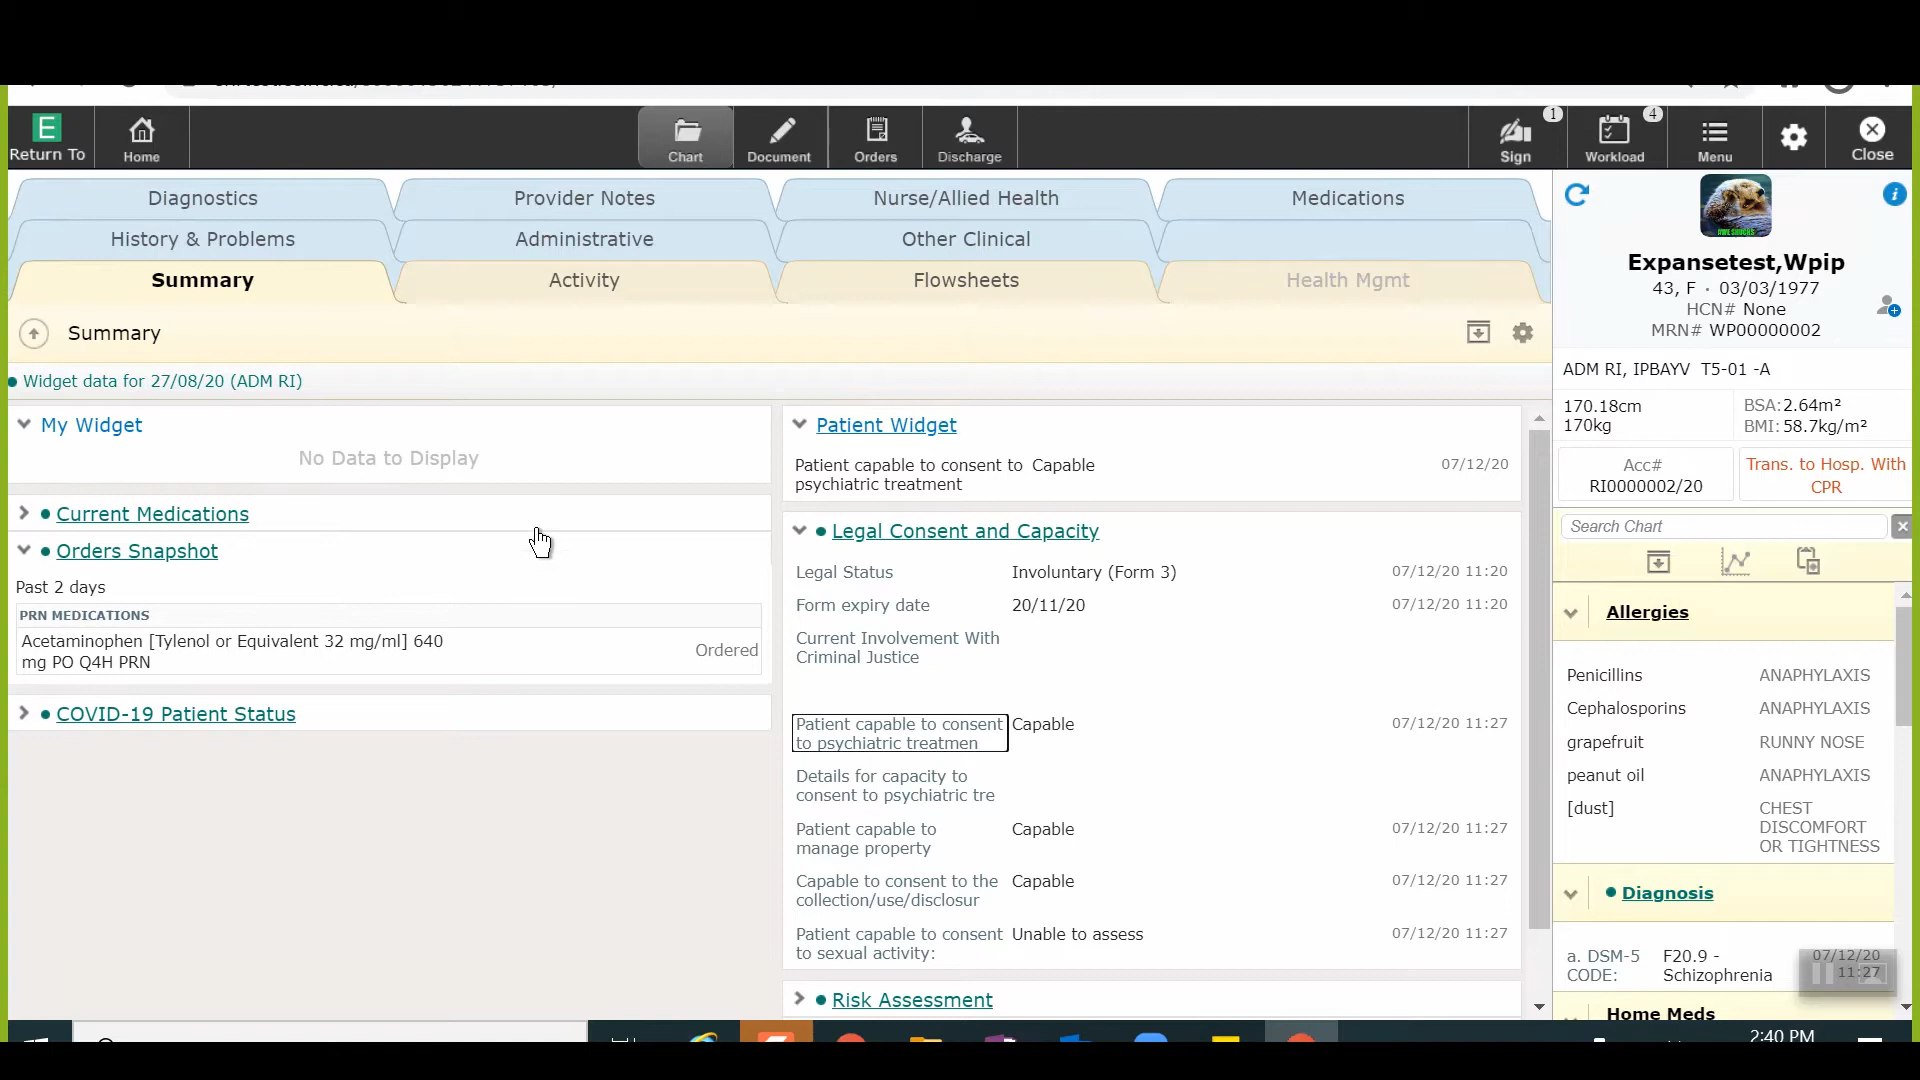 E
Return To
Home
Chart
Document
Orders
Discharge
1
Sign
4
Workload
Menu
Close
Diagnostics
Provider Notes
Nurse/Allied Health
Medications
History & Problems
Administrative
Other Clinical
Summary
Activity
Flowsheets
Health Mgmt
Summary
Widget data for 27/08/20 (ADM RI)
My Widget
No Data to Display
Current Medications
Orders Snapshot
Past 2 days
PRN MEDICATIONS
Acetaminophen [Tylenol or Equivalent 32 mg/ml] 640
mg PO Q4H PRN
Ordered
COVID-19 Patient Status
Patient Widget
Patient capable to consent to Capable 07/12/20
psychiatric treatment
Legal Consent and Capacity
Legal Status Involuntary (Form 3) 07/12/20 11:20
Form expiry date 20/11/20 07/12/20 11:20
Current Involvement With
Criminal Justice
Patient capable to consent Capable 07/12/20 11:27
to psychiatric treatmen
Details for capacity to
consent to psychiatric tre
Patient capable to Capable 07/12/20 11:27
manage property
Capable to consent to the Capable 07/12/20 11:27
collection/use/disclosur
Patient capable to consent Unable to assess 07/12/20 11:27
to sexual activity:
Risk Assessment
Expansetest,Wpip
43, F · 03/03/1977
HCN# None
MRN# WP00000002
ADM RI, IPBAYV T5-01 -A
170.18cm
170kg
BSA: 2.64m²
BMI: 58.7kg/m²
Acc#
RI0000002/20
Trans. to Hosp. With
CPR
Search Chart
Allergies
Penicillins ANAPHYLAXIS
Cephalosporins ANAPHYLAXIS
grapefruit RUNNY NOSE
peanut oil ANAPHYLAXIS
[dust] CHEST
DISCOMFORT
OR TIGHTNESS
Diagnosis
a. DSM-5 F20.9 - 07/12/20
CODE: Schizophrenia 11:27
Home Meds
2:40 PM